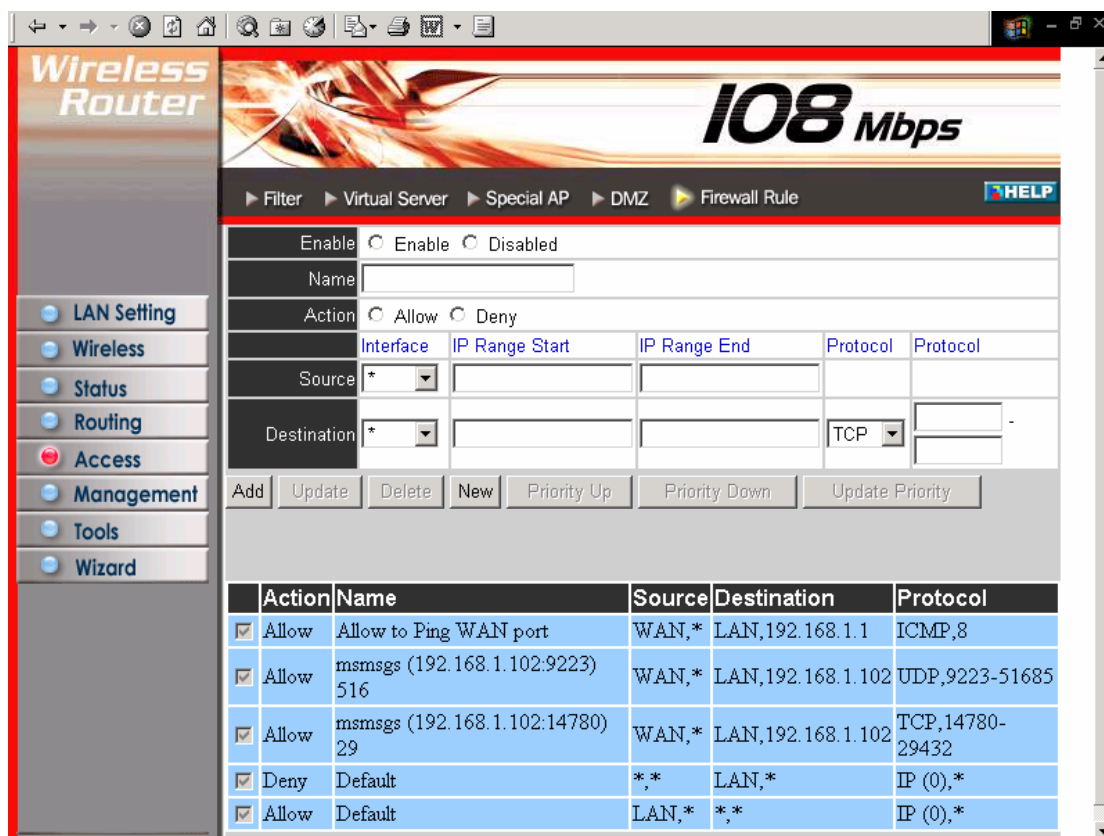 Wireless
Router
108 Mbps
Filter Virtual Server Special AP DMZ Firewall Rule HELP
Enable Enable Disabled
Name
LAN Setting
Action Allow Deny
Wireless
Interface IP Range Start IP Range End Protocol Protocol
Source *
Status
Routing
Destination * TCP -
Access
Management
Add Update Delete New Priority Up Priority Down Update Priority
Tools
Wizard
Action Name Source Destination Protocol
Allow Allow to Ping WAN port WAN,* LAN,192.168.1.1 ICMP,8
Allow msmsgs (192.168.1.102:9223) 516 WAN,* LAN,192.168.1.102 UDP,9223-51685
Allow msmsgs (192.168.1.102:14780) 29 WAN,* LAN,192.168.1.102 TCP,14780-29432
Deny Default *,* LAN,* IP (0),*
Allow Default LAN,* *,* IP (0),*